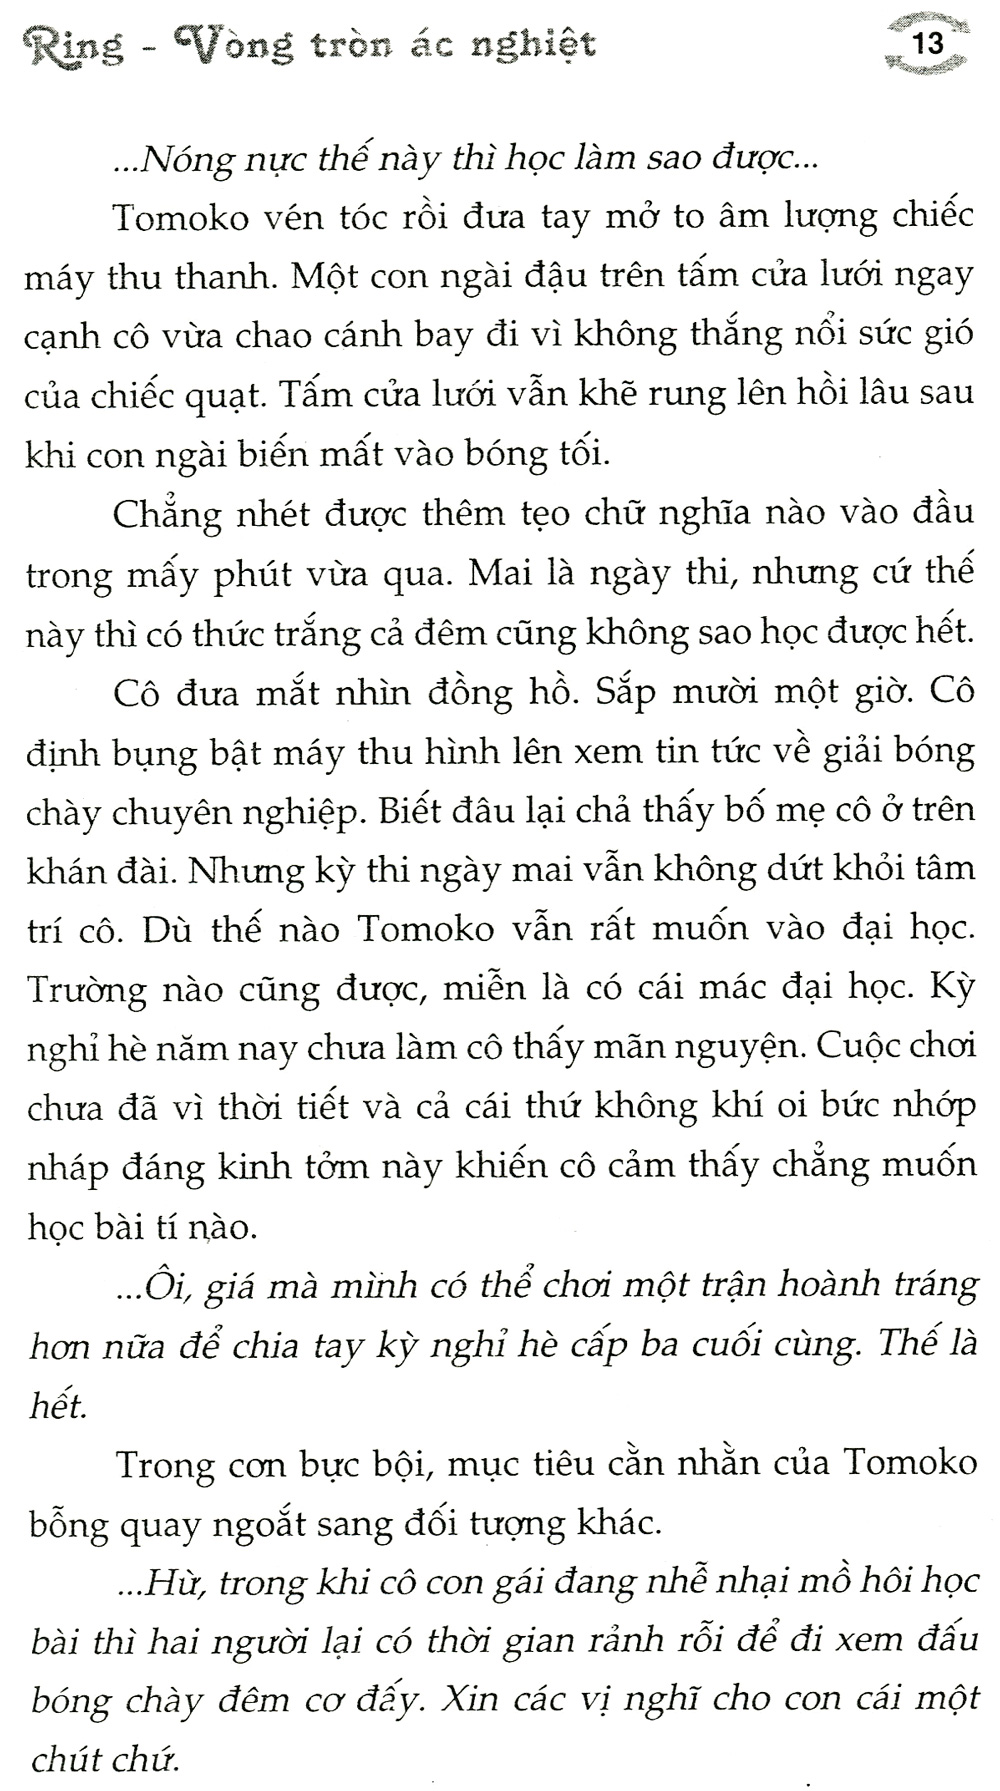 Ring - Vòng tròn ác nghiệt
13
...Nóng nực thế này thì học làm sao được...
Tomoko vén tóc rồi đưa tay mở to âm lượng chiếc
máy thu thanh. Một con ngài đậu trên tấm cửa lưới ngay
cạnh cô vừa chao cánh bay đi vì không thắng nổi sức gió
của chiếc quạt. Tấm cửa lưới vẫn khẽ rung lên hồi lâu sau
khi con ngài biến mất vào bóng tối.
Chẳng nhét được thêm tẹo chữ nghĩa nào vào đầu
trong mấy phút vừa qua. Mai là ngày thi, nhưng cứ thế
này thì có thức trắng cả đêm cũng không sao học được hết.
Cô đưa mắt nhìn đồng hồ. Sắp mười một giờ. Cô
định bụng bật máy thu hình lên xem tin tức về giải bóng
chày chuyên nghiệp. Biết đâu lại chả thấy bố mẹ cô ở trên
khán đài. Nhưng kỳ thi ngày mai vẫn không dứt khỏi tâm
trí cô. Dù thế nào Tomoko vẫn rất muốn vào đại học.
Trường nào cũng được, miễn là có cái mác đại học. Kỳ
nghỉ hè năm nay chưa làm cô thấy mãn nguyện. Cuộc chơi
chưa đã vì thời tiết và cả cái thứ không khí oi bức nhớp
nháp đáng kinh tởm này khiến cô cảm thấy chẳng muốn
học bài tí nào.
...Ôi, giá mà mình có thể chơi một trận hoành tráng
hơn nữa để chia tay kỳ nghỉ hè cấp ba cuối cùng. Thế là
hết.
Trong cơn bực bội, mục tiêu cằn nhằn của Tomoko
bỗng quay ngoắt sang đối tượng khác.
...Hừ, trong khi cô con gái đang nhễ nhại mồ hôi học
bài thì hai người lại có thời gian rảnh rỗi để đi xem đấu
bóng chày đêm cơ đấy. Xin các vị nghĩ cho con cái một
chút chứ.